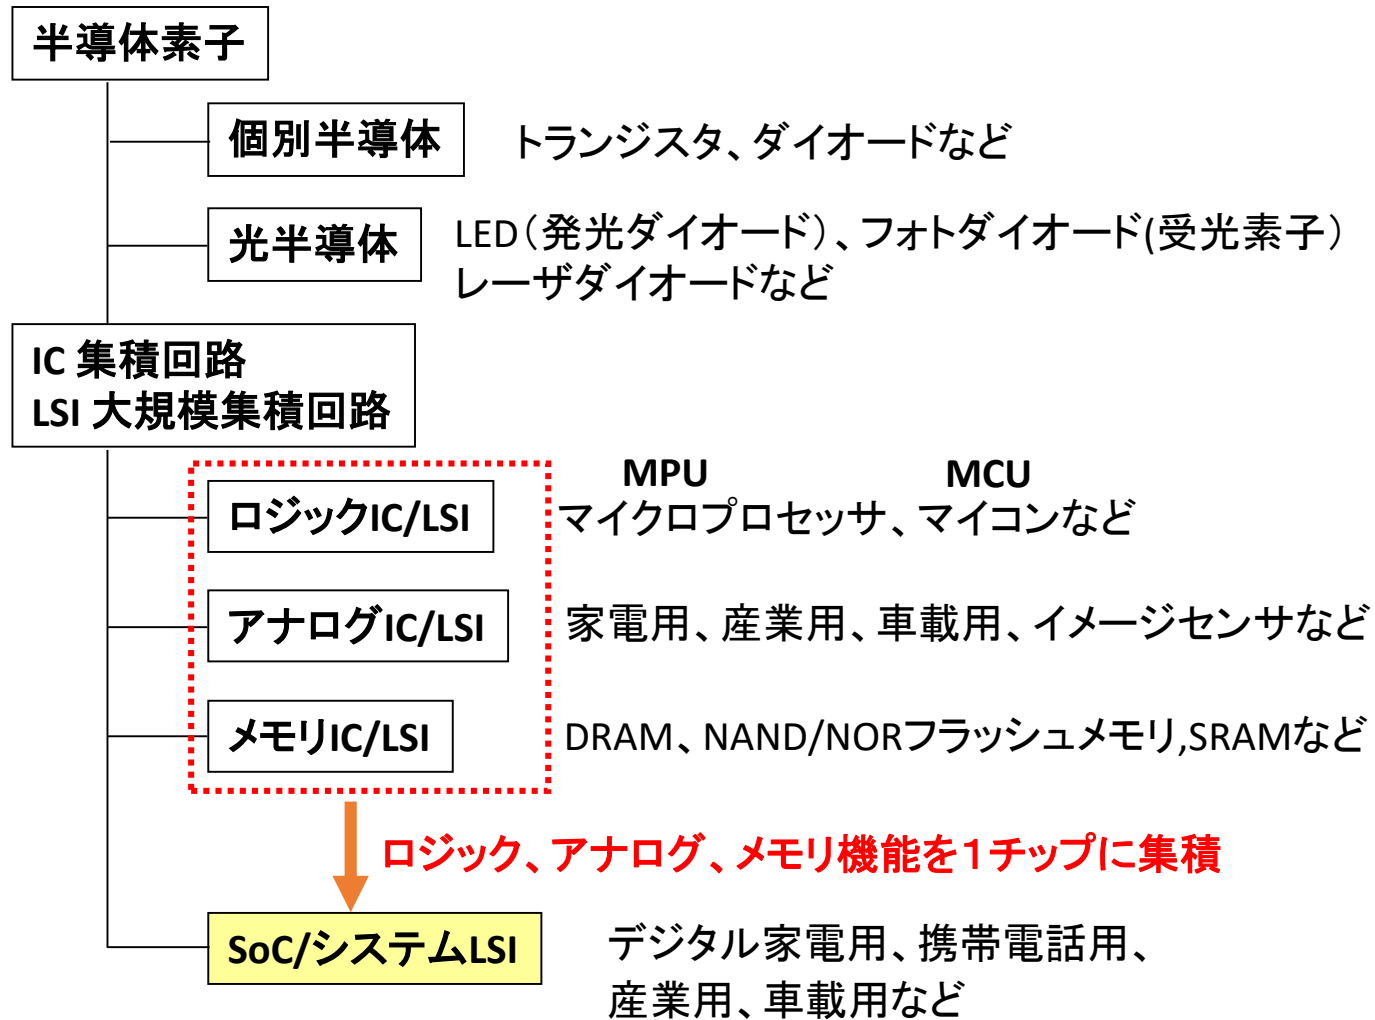 半導体素子
個別半導体
トランジスタ、ダイオードなど
光半導体
LED（発光ダイオード）、フォトダイオード(受光素子）
レーザダイオードなど
IC 集積回路
LSI 大規模集積回路
MPU MCU
ロジックIC/LSI
マイクロプロセッサ、マイコンなど
アナログIC/LSI
家電用、産業用、車載用、イメージセンサなど
メモリIC/LSI
DRAM、NAND/NORフラッシュメモリ,SRAMなど
ロジック、アナログ、メモリ機能を１チップに集積
SoC/システムLSI
デジタル家電用、携帯電話用、
産業用、車載用など